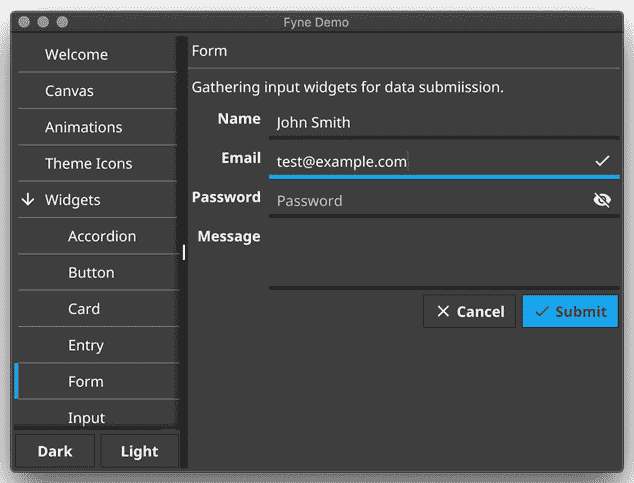 Fyne Demo
Welcome
Canvas
Animations
Theme Icons
Widgets
Accordion
Button
Card
Entry
Form
Input
Dark
Light
Form
Gathering input widgets for data submiission.
Name John Smith
Email test@example.com
Password Password
Message
Cancel
Submit